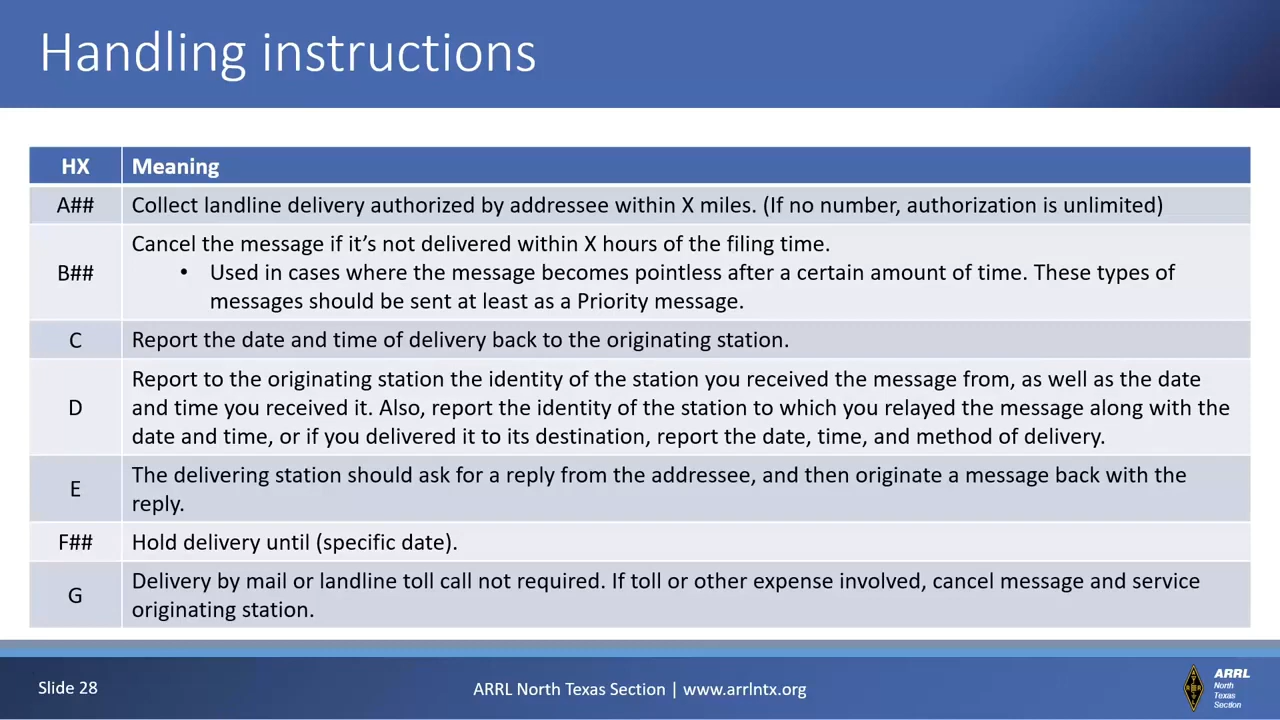 Handling instructions
HX Meaning
A## Collect landline delivery authorized by addressee within X miles. (If no number, authorization is unlimited)
B## Cancel the message if it’s not delivered within X hours of the filing time.
• Used in cases where the message becomes pointless after a certain amount of time. These types of
messages should be sent at least as a Priority message.
C Report the date and time of delivery back to the originating station.
D Report to the originating station the identity of the station you received the message from, as well as the date
and time you received it. Also, report the identity of the station to which you relayed the message along with the
date and time, or if you delivered it to its destination, report the date, time, and method of delivery.
E The delivering station should ask for a reply from the addressee, and then originate a message back with the
reply.
F## Hold delivery until (specific date).
G Delivery by mail or landline toll call not required. If toll or other expense involved, cancel message and service
originating station.
Slide 28
ARRL North Texas Section | www.arrlntx.org
ARRL
North
Texas
Section